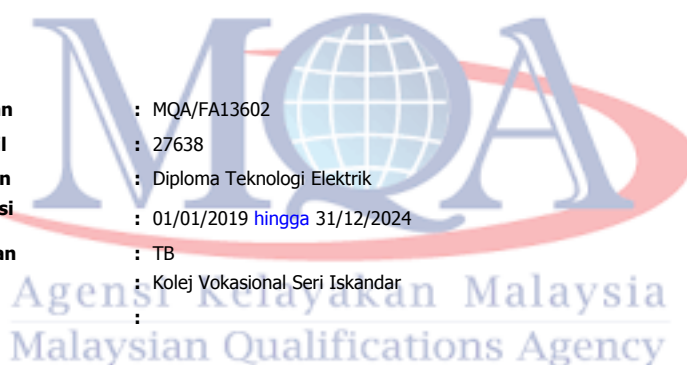 MQA
an : MQA/FA13602
l : 27638
n : Diploma Teknologi Elektrik
si : 01/01/2019 hingga 31/12/2024
an : TB
: Kolej Vokasional Seri Iskandar
:
Agensi Kelayakan Malaysia
Malaysian Qualifications Agency